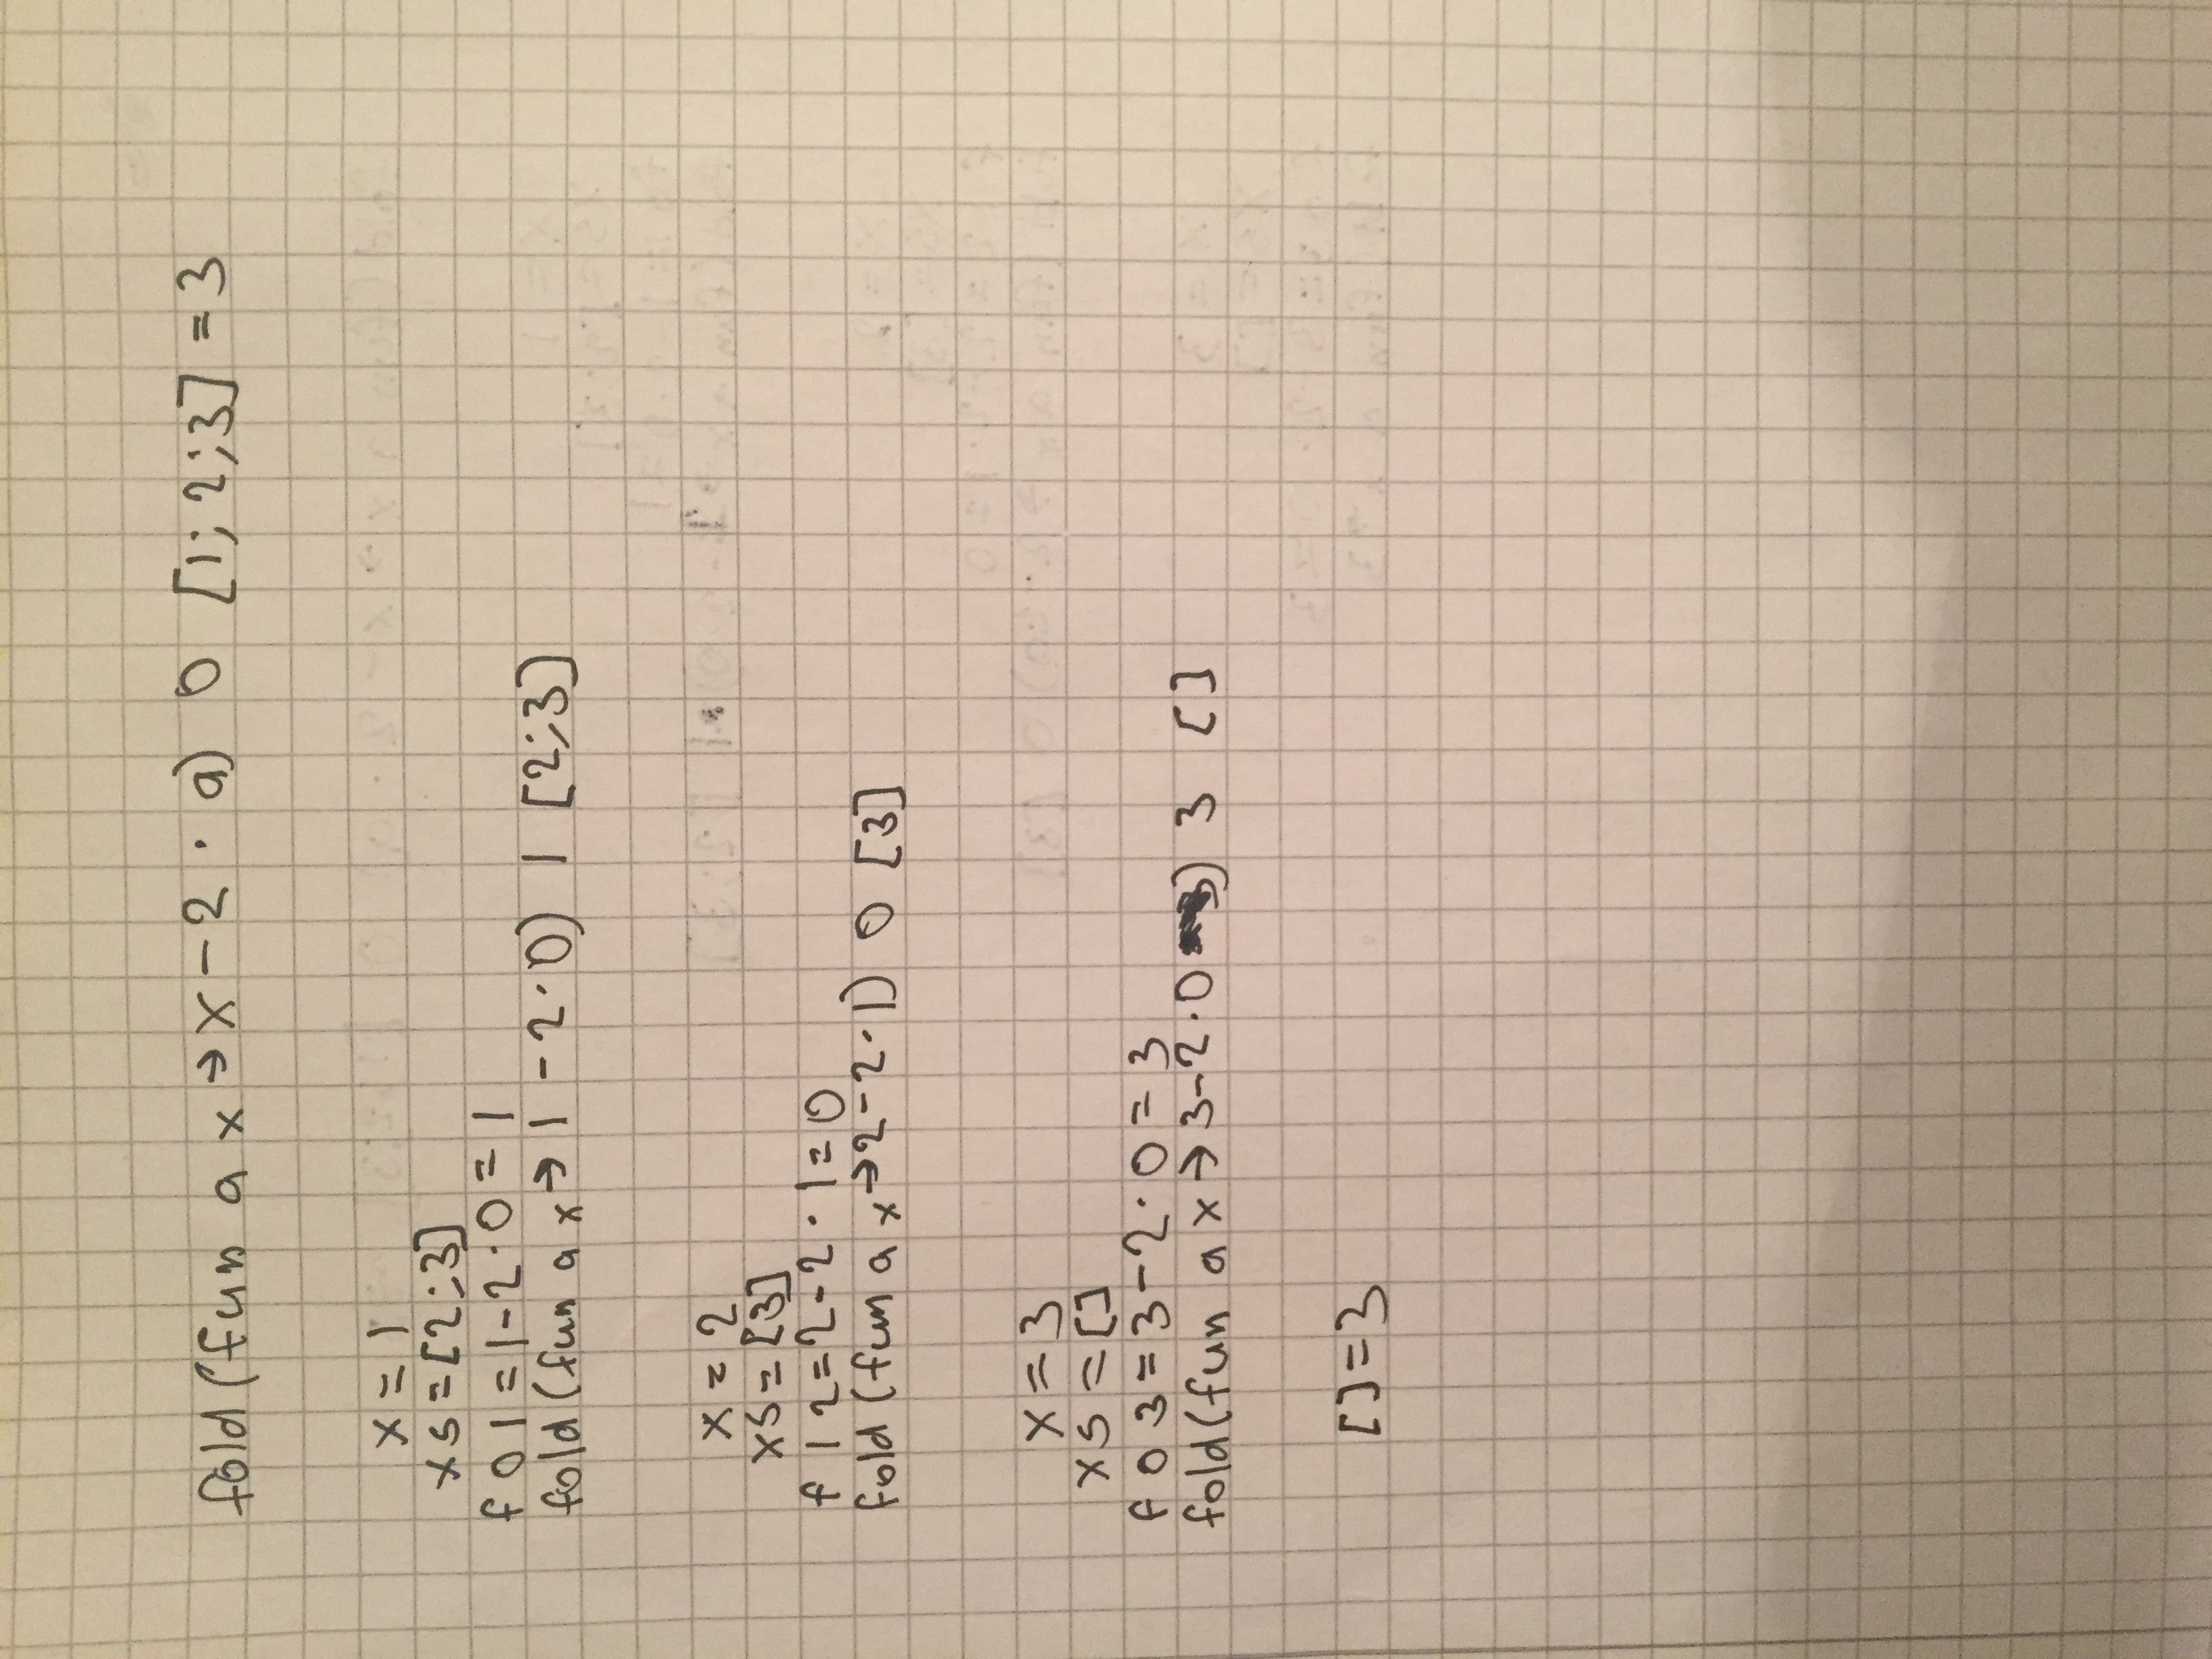 fold (fun a x → x - 2 · a) 0 [1; 2; 3] = 3
x = 1
xs = [2; 3]
f 0 1 = 1 - 2 · 0 = 1
fold (fun a x → 1 - 2 · 0) 1 [2; 3]
x = 2
xs = [3]
f 1 2 = 2 - 2 · 1 = 0
fold (fun a x → 2 - 2 · 1) 0 [3]
x = 3
xs = []
f 0 3 = 3 - 2 · 0 = 3
fold (fun a x → 3 - 2 · 0) 3 []
[] = 3